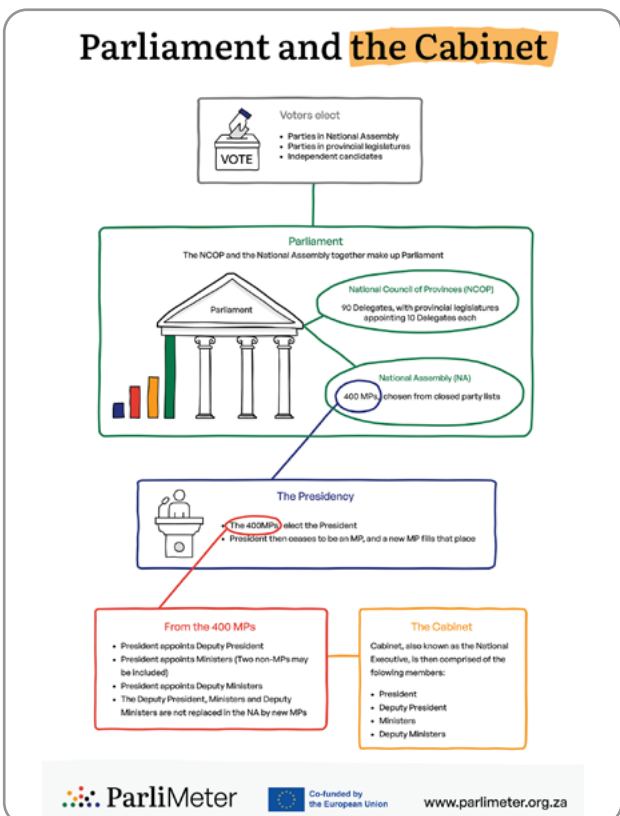 Parliament and the Cabinet
Voters elect
• Parties in National Assembly
• Parties in provincial legislatures
• Independent candidates
VOTE
Parliament
The NCOP and the National Assembly together make up Parliament
Parliament
National Council of Provinces (NCOP)
90 Delegates, with provincial legislatures
appointing 10 Delegates each
National Assembly (NA)
400 MPs, chosen from closed party lists
The Presidency
• The 400MPs, elect the President
• President then ceases to be an MP, and a new MP fills that place
From the 400 MPs
• President appoints Deputy President
• President appoints Ministers (Two non-MPs may
be included)
• President appoints Deputy Ministers
• The Deputy President, Ministers and Deputy
Ministers are not replaced in the NA by new MPs
The Cabinet
Cabinet, also known as the National
Executive, is then comprised of the
folowing members:
• President
• Deputy President
• Ministers
• Deputy Ministers
ParliMeter
Co-funded by
the European Union
www.parlimeter.org.za